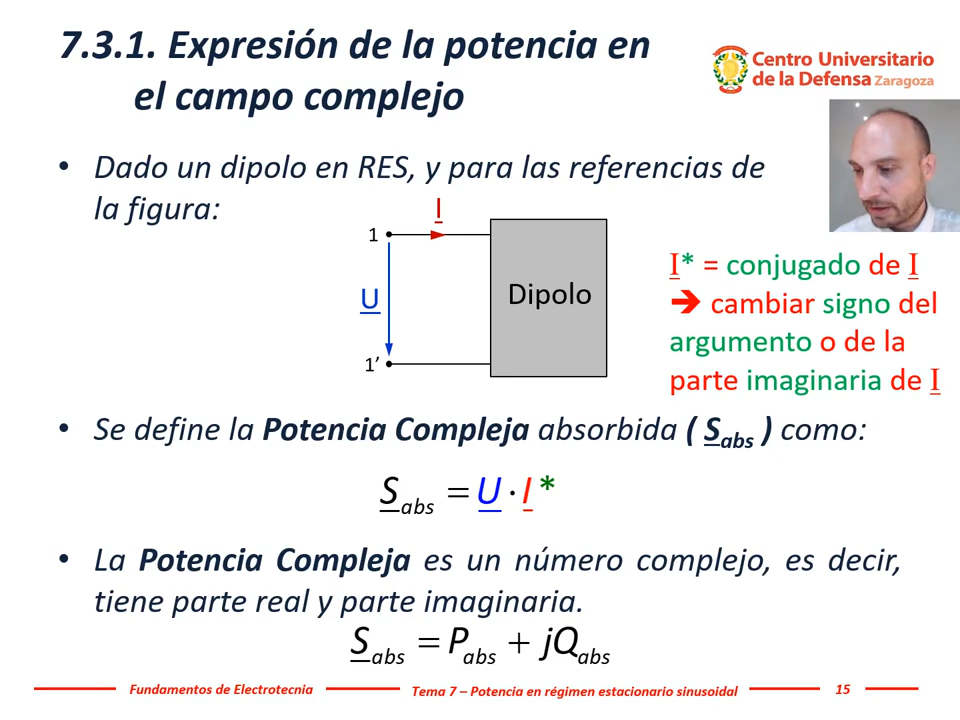 7.3.1. Expresión de la potencia en
el campo complejo
Centro Universitario
de la Defensa Zaragoza
• Dado un dipolo en RES, y para las referencias de
la figura:
I
1
U
Dipolo
1’
I* = conjugado de I
➔ cambiar signo del
argumento o de la
parte imaginaria de I
• Se define la Potencia Compleja absorbida ( Sabs ) como:
Sabs = U · I*
• La Potencia Compleja es un número complejo, es decir,
tiene parte real y parte imaginaria.
Sabs = Pabs + jQabs
Fundamentos de Electrotecnia
Tema 7 – Potencia en régimen estacionario sinusoidal
15